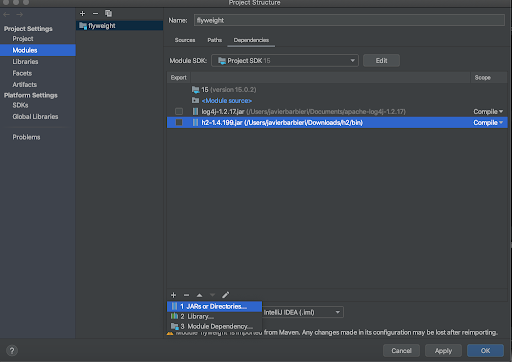 Project Structure
Project Settings
Project
Modules
Libraries
Facets
Artifacts
Platform Settings
SDKs
Global Libraries
Problems
flyweight
Name: flyweight
Sources Paths Dependencies
Module SDK: Project SDK 15 Edit
Export Scope
15 (version 15.0.2)
<Module source>
log4j-1.2.17.jar (/Users/javierbarbieri/Documents/apache-log4j-1.2.17) Compile
h2-1.4.199.jar (/Users/javierbarbieri/Downloads/h2/bin) Compile
1 JARs or Directories...
2 Library...
3 Module Dependency...
IntelliJ IDEA (.iml)
Module 'flyweight' is imported from Maven. Any changes made in its configuration may be lost after reimporting.
? Cancel Apply OK